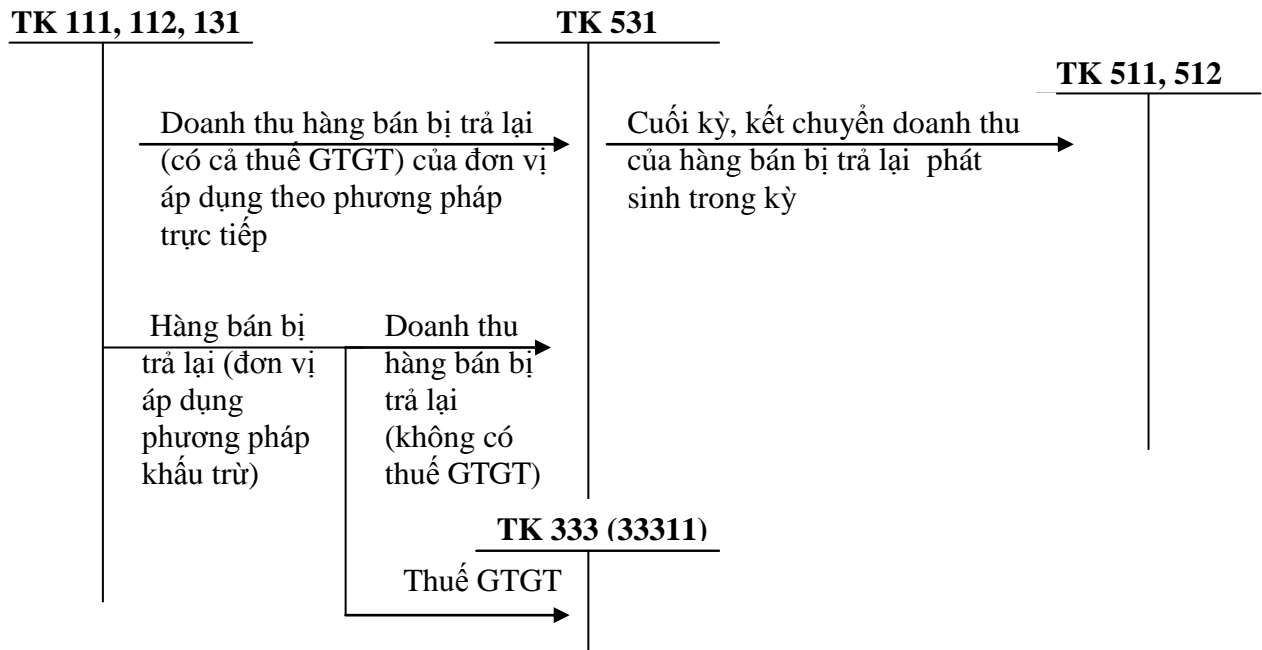 TK 111, 112, 131
TK 531
TK 511, 512
Doanh thu hàng bán bị trả lại
(có cả thuế GTGT) của đơn vị
áp dụng theo phương pháp
trực tiếp
Cuối kỳ, kết chuyển doanh thu
của hàng bán bị trả lại phát
sinh trong kỳ
Hàng bán bị
trả lại (đơn vị
áp dụng
phương pháp
khấu trừ)
Doanh thu
hàng bán bị
trả lại
(không có
thuế GTGT)
TK 333 (33311)
Thuế GTGT